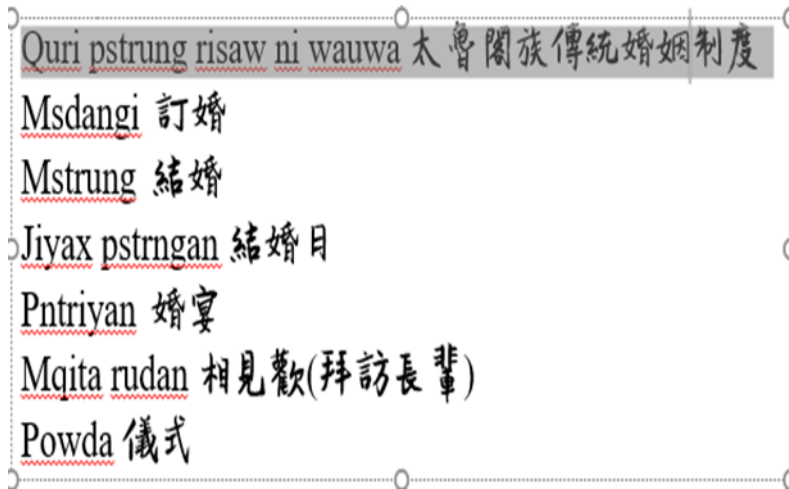 Quri pstrung risaw ni wauwa 太魯閣族傳統婚姻制度
Msdangi 訂婚
Mstrung 結婚
Jiyax pstrngan 結婚日
Pntriyan 婚宴
Mqita rudan 相見歡(拜訪長輩)
Powda 儀式